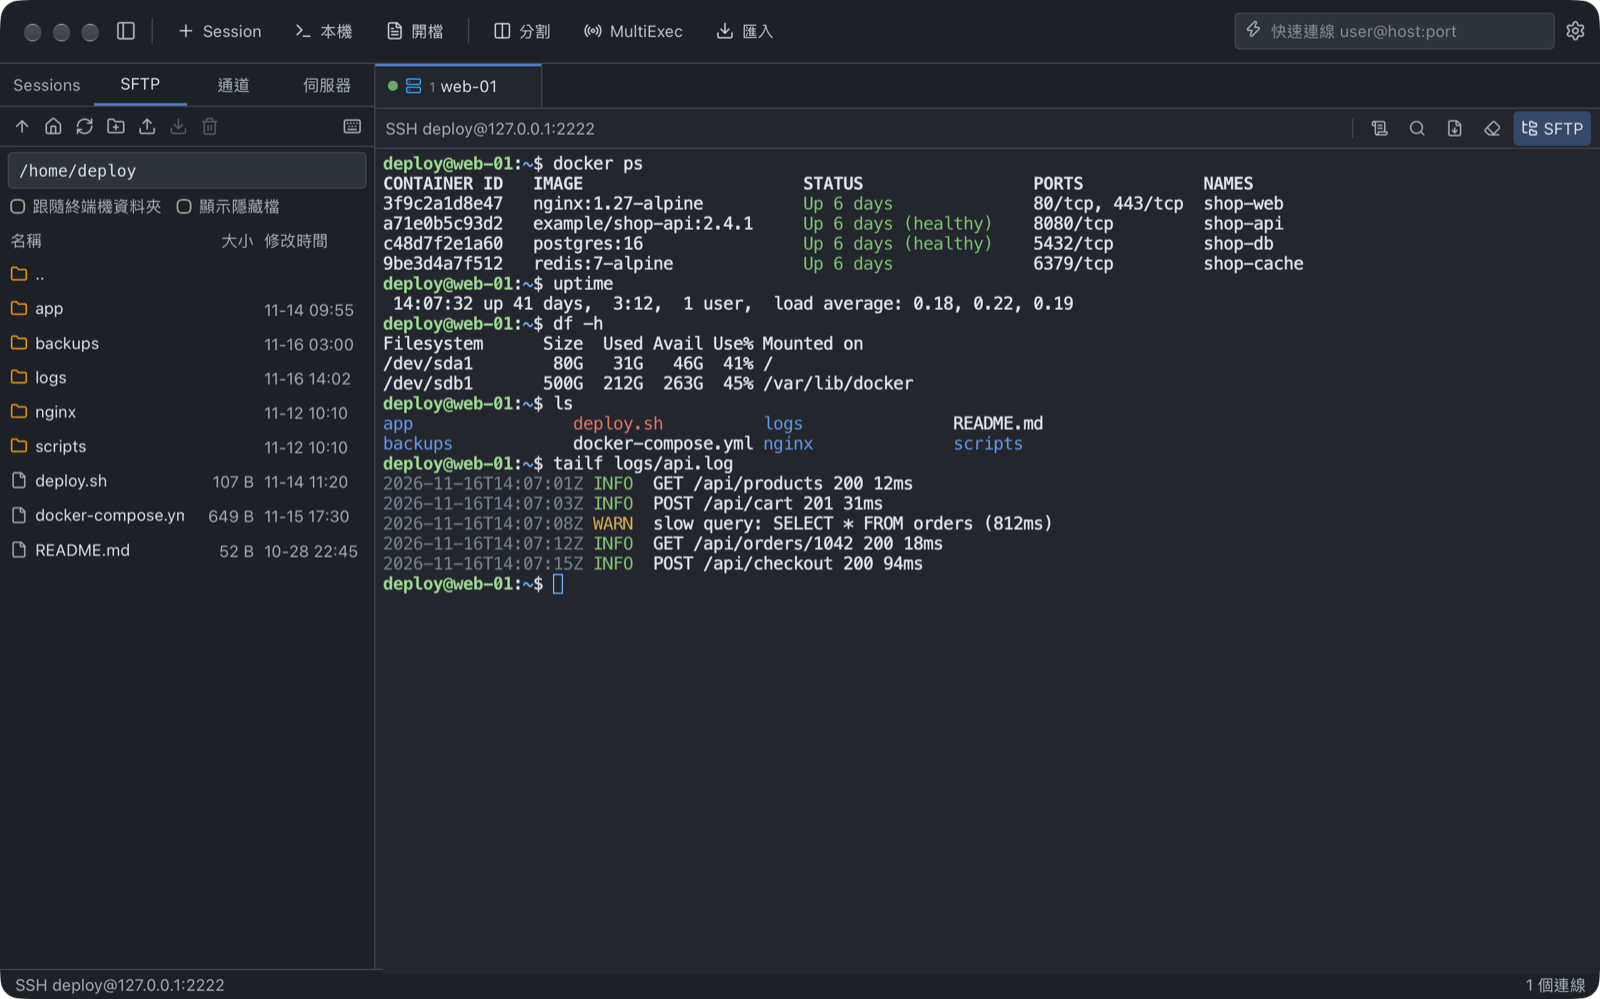 Session 本機 開檔 分割 MultiExec 匯入 快速連線 user@host:port
Sessions SFTP 通道 伺服器
/home/deploy
跟隨終端機資料夾 顯示隱藏檔
名稱 大小 修改時間
..
app 11-14 09:55
backups 11-16 03:00
logs 11-16 14:02
nginx 11-12 10:10
scripts 11-12 10:10
deploy.sh 107 B 11-14 11:20
docker-compose.yn 649 B 11-15 17:30
README.md 52 B 10-28 22:45
1 web-01
SSH deploy@127.0.0.1:2222 SFTP
deploy@web-01:~$ docker ps
CONTAINER ID IMAGE STATUS PORTS NAMES
3f9c2a1d8e47 nginx:1.27-alpine Up 6 days 80/tcp, 443/tcp shop-web
a71e0b5c93d2 example/shop-api:2.4.1 Up 6 days (healthy) 8080/tcp shop-api
c48d7f2e1a60 postgres:16 Up 6 days (healthy) 5432/tcp shop-db
9be3d4a7f512 redis:7-alpine Up 6 days 6379/tcp shop-cache
deploy@web-01:~$ uptime
14:07:32 up 41 days, 3:12, 1 user, load average: 0.18, 0.22, 0.19
deploy@web-01:~$ df -h
Filesystem Size Used Avail Use% Mounted on
/dev/sda1 80G 31G 46G 41% /
/dev/sdb1 500G 212G 263G 45% /var/lib/docker
deploy@web-01:~$ ls
app deploy.sh logs README.md
backups docker-compose.yml nginx scripts
deploy@web-01:~$ tailf logs/api.log
2026-11-16T14:07:01Z INFO GET /api/products 200 12ms
2026-11-16T14:07:03Z INFO POST /api/cart 201 31ms
2026-11-16T14:07:08Z WARN slow query: SELECT * FROM orders (812ms)
2026-11-16T14:07:12Z INFO GET /api/orders/1042 200 18ms
2026-11-16T14:07:15Z INFO POST /api/checkout 200 94ms
deploy@web-01:~$
SSH deploy@127.0.0.1:2222 1 個連線